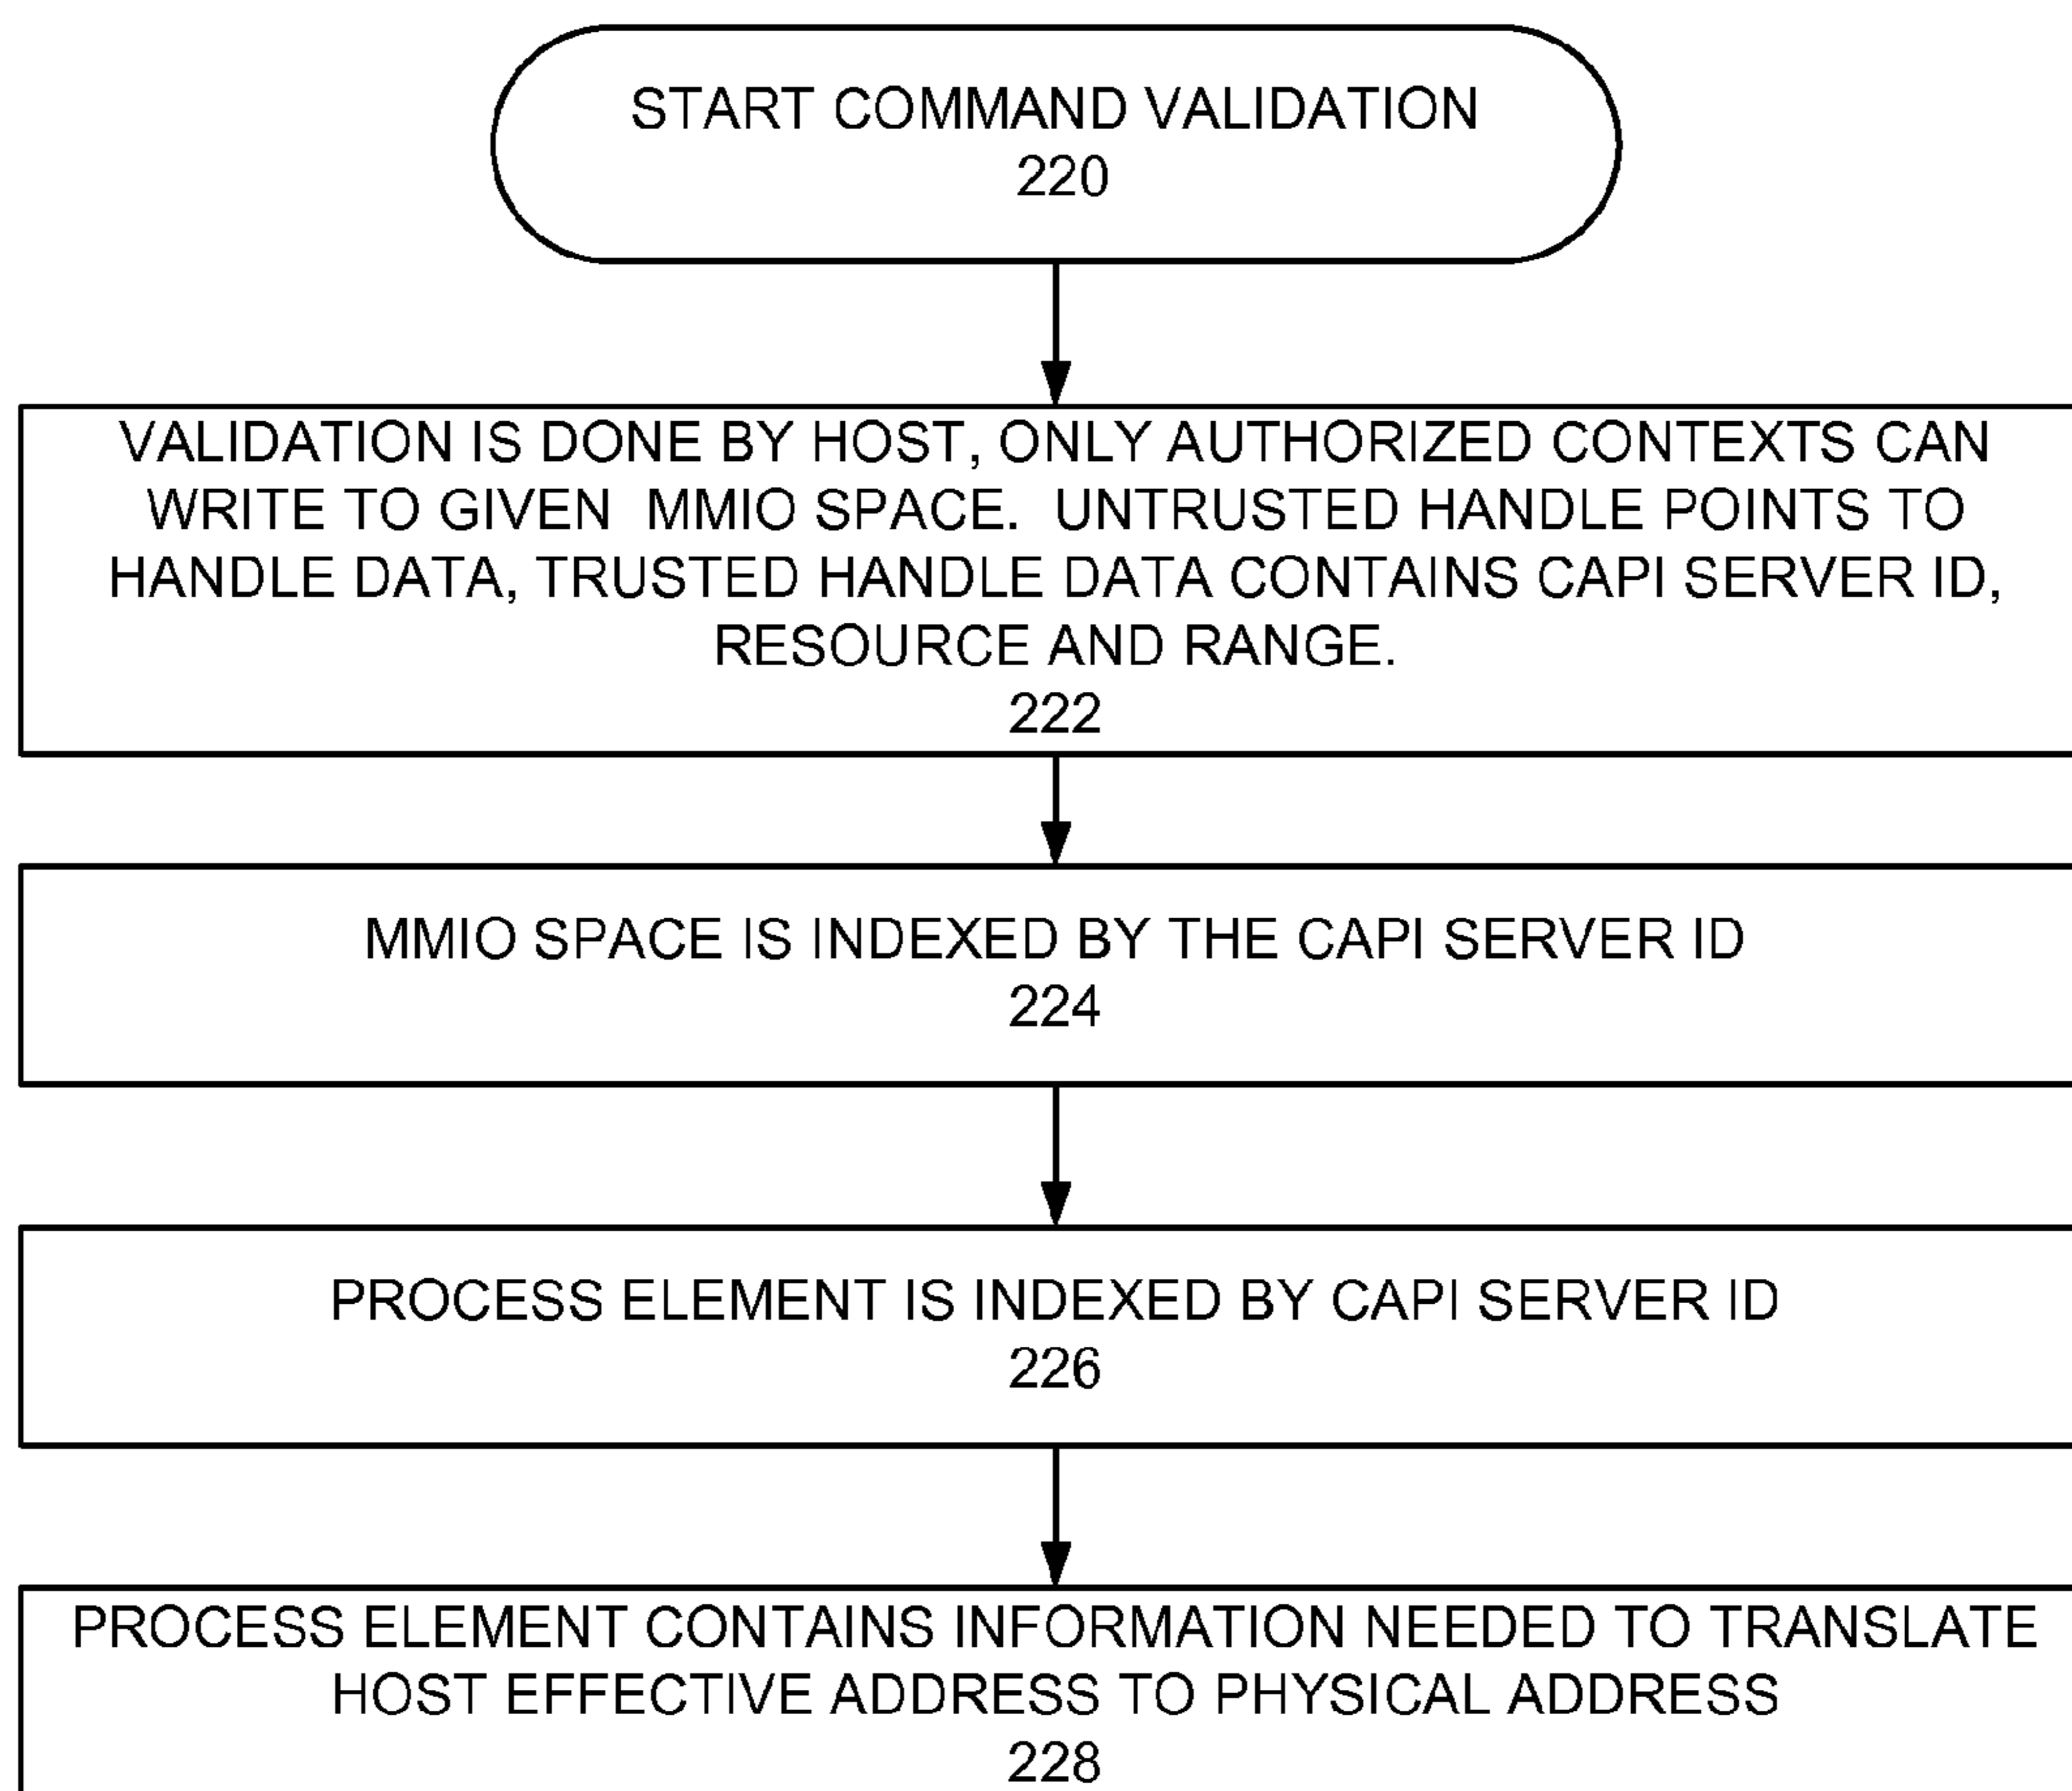 START COMMAND VALIDATION
220
VALIDATION IS DONE BY HOST, ONLY AUTHORIZED CONTEXTS CAN
WRITE TO GIVEN MMIO SPACE. UNTRUSTED HANDLE POINTS TO
HANDLE DATA, TRUSTED HANDLE DATA CONTAINS CAPI SERVER ID,
RESOURCE AND RANGE.
222
MMIO SPACE IS INDEXED BY THE CAPI SERVER ID
224
PROCESS ELEMENT IS INDEXED BY CAPI SERVER ID
226
PROCESS ELEMENT CONTAINS INFORMATION NEEDED TO TRANSLATE
HOST EFFECTIVE ADDRESS TO PHYSICAL ADDRESS
228